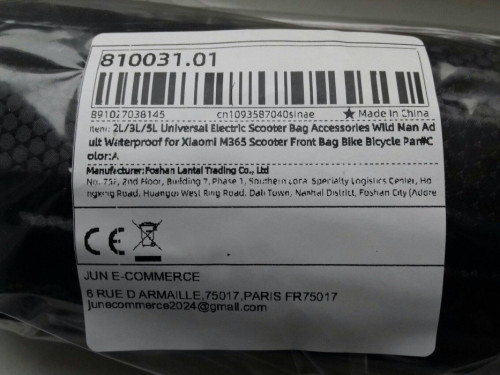 810031.01
891027038145 cn1093587040sinae ★ Made in China
Item: 2L/3L/5L Universal Electric Scooter Bag Accessories Wild Man Ad
ult Waterproof for Xiaomi M365 Scooter Front Bag Bike Bicycle Par#C
olor:A
Manufacturer:Foshan Lantai Trading Co., Ltd
No. 751, 2nd Floor, Building 7, Phase 1, Southern Specialty Logistics Center, Ho
ngxing Road, Huangqi West Ring Road, Dali Town, Nanhai District, Foshan City (Addre
CE
JUN E-COMMERCE
6 RUE D ARMAILLE,75017,PARIS FR75017
junecommerce2024@gmail.com